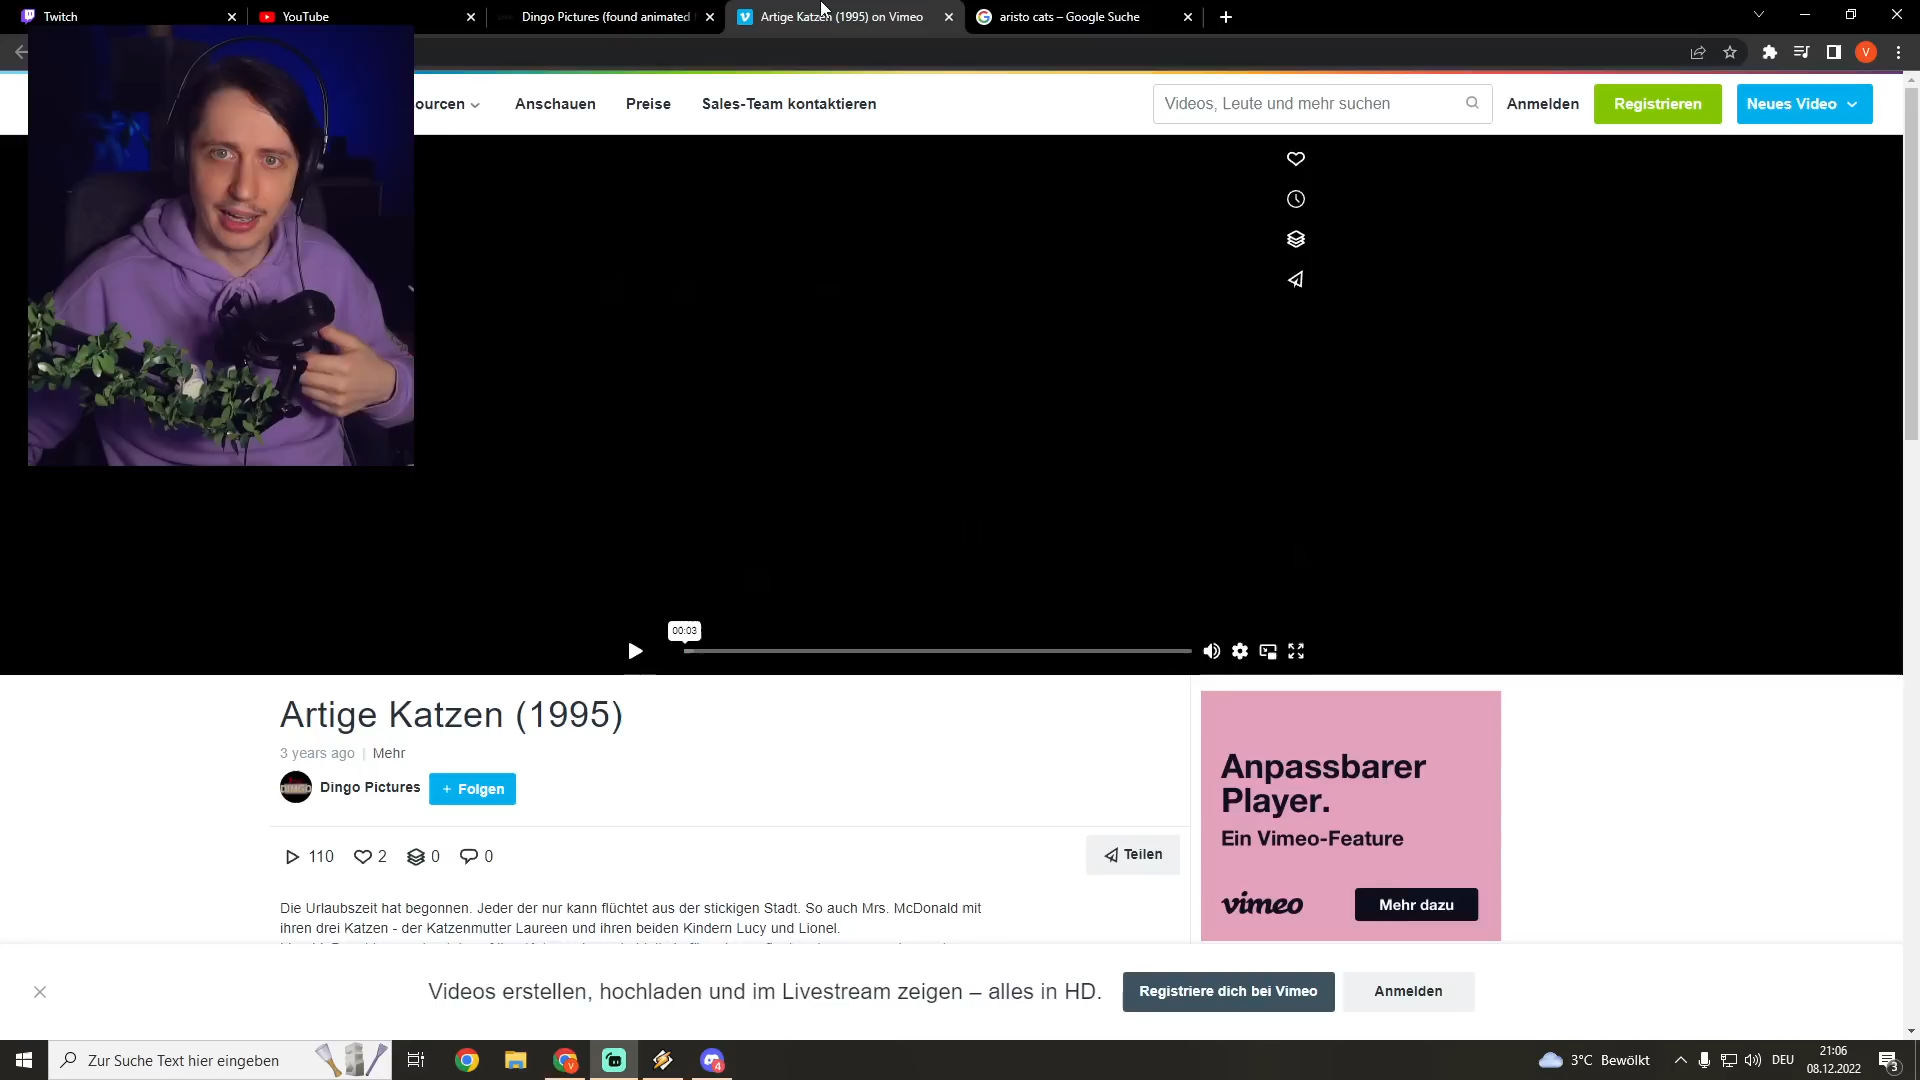 Twitch
YouTube
Dingo Pictures (found animated
Artige Katzen (1995) on Vimeo
aristo cats – Google Suche
V
ourcen
Anschauen
Preise
Sales-Team kontaktieren
Videos, Leute und mehr suchen
Anmelden
Registrieren
Neues Video
00:03
Artige Katzen (1995)
3 years ago | Mehr
Dingo Pictures
+ Folgen
110
2
0
0
Teilen
Die Urlaubszeit hat begonnen. Jeder der nur kann flüchtet aus der stickigen Stadt. So auch Mrs. McDonald mit
ihren drei Katzen - der Katzenmutter Laureen und ihren beiden Kindern Lucy und Lionel.
Anpassbarer
Player.
Ein Vimeo-Feature
vimeo
Mehr dazu
Videos erstellen, hochladen und im Livestream zeigen – alles in HD.
Registriere dich bei Vimeo
Anmelden
Zur Suche Text hier eingeben
4
3°C Bewölkt
DEU
21:06
08.12.2022
3